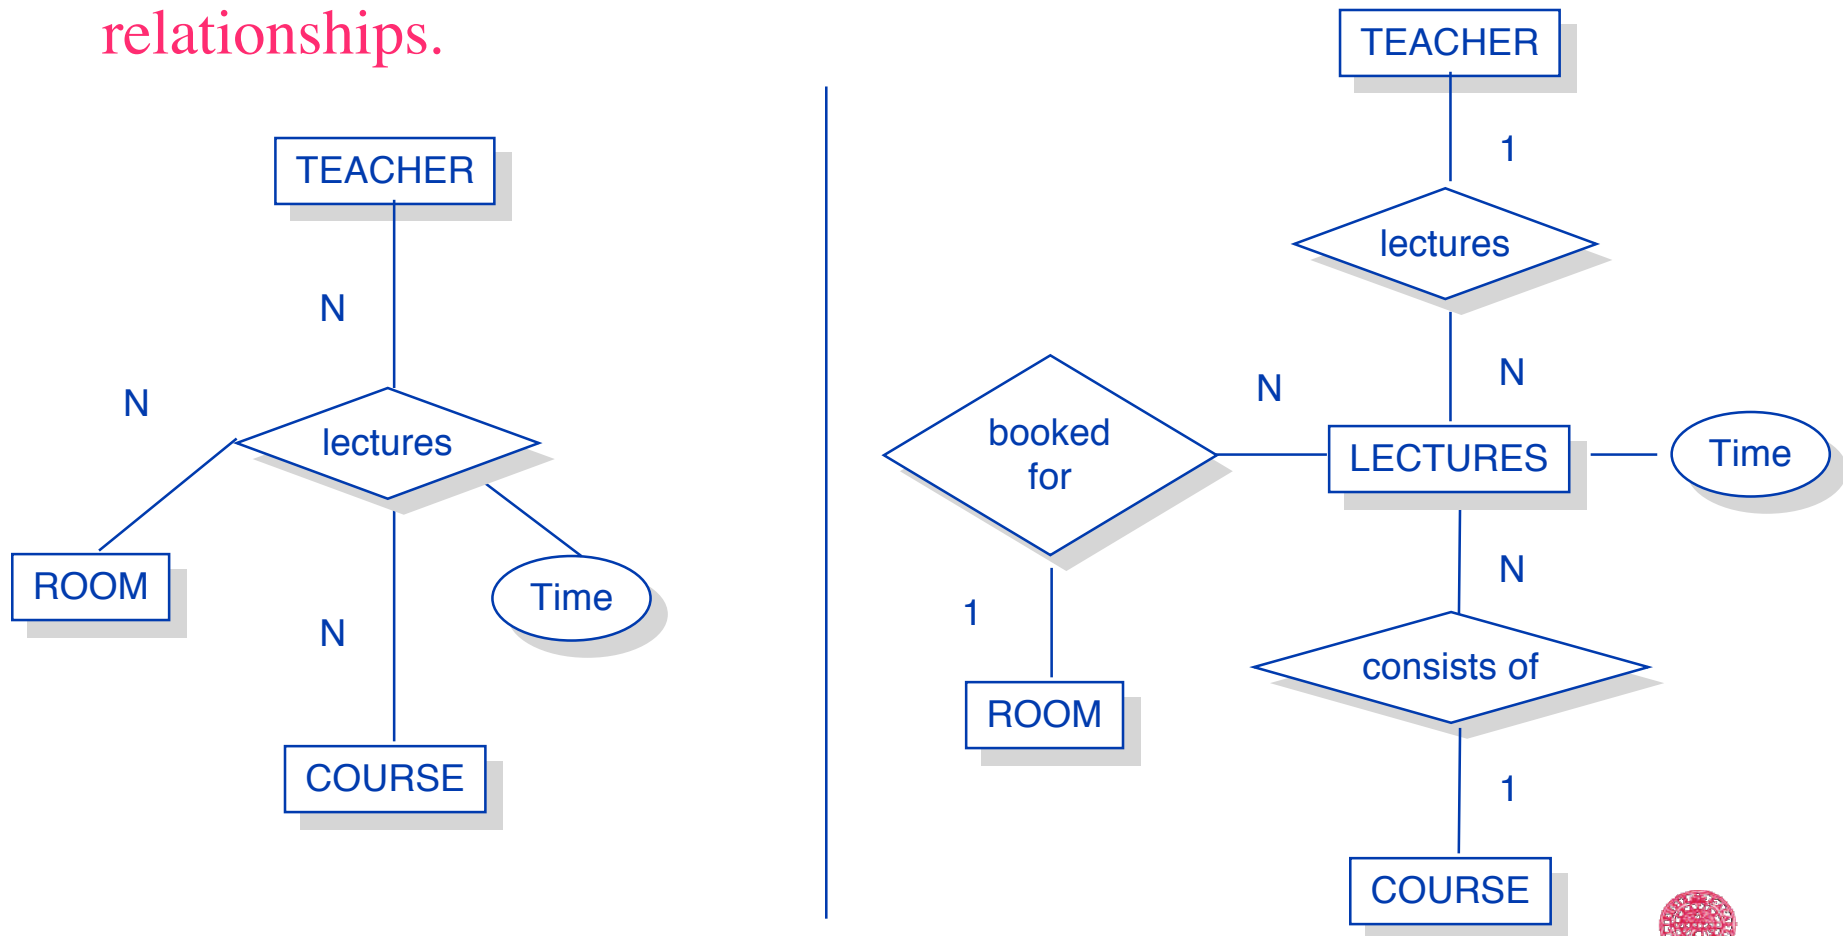 relationships.
TEACHER
N
N
lectures
ROOM
Time
N
COURSE
TEACHER
1
lectures
N
N
booked
for
LECTURES
Time
N
1
consists of
ROOM
1
COURSE